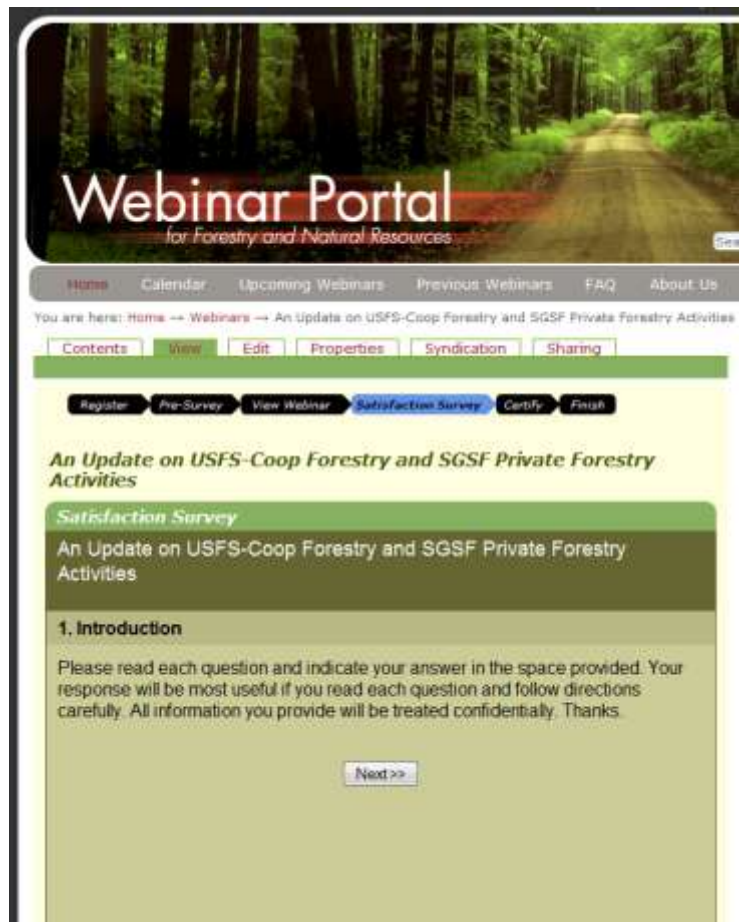 Webinar Portal
for Forestry and Natural Resources
Home Calendar Upcoming Webinars Previous Webinars FAQ About Us
You are here: Home → Webinars → An Update on USFS-Coop Forestry and SGSF Private Forestry Activities
Contents View Edit Properties Syndication Sharing
Register Pre-Survey View Webinar Satisfaction Survey Certify Finish
An Update on USFS-Coop Forestry and SGSF Private Forestry
Activities
Satisfaction Survey
An Update on USFS-Coop Forestry and SGSF Private Forestry
Activities
1. Introduction
Please read each question and indicate your answer in the space provided. Your
response will be most useful if you read each question and follow directions
carefully. All information you provide will be treated confidentially. Thanks.
Next >>